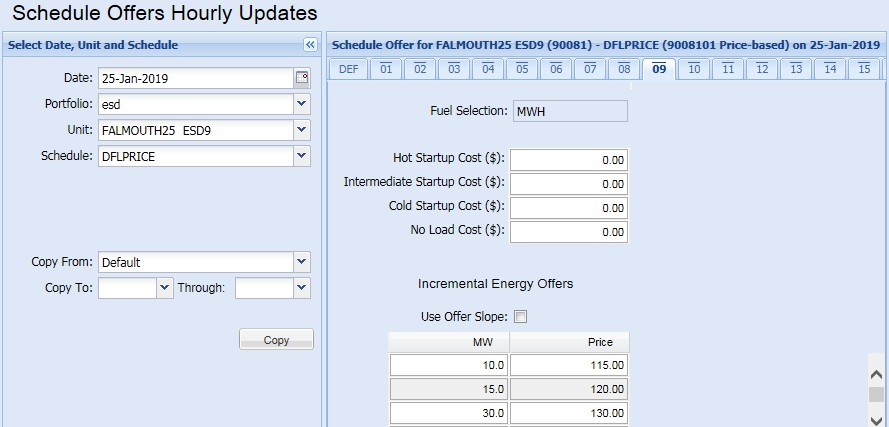 Schedule Offers Hourly Updates
Select Date, Unit and Schedule
Date: 25-Jan-2019
Portfolio: esd
Unit: FALMOUTH25 ESD9
Schedule: DFLPRICE
Copy From: Default
Copy To: Through:
Copy
Schedule Offer for FALMOUTH25 ESD9 (90081) - DFLPRICE (9008101 Price-based) on 25-Jan-2019
DEF 01 02 03 04 05 06 07 08 09 10 11 12 13 14 15
Fuel Selection: MWH
Hot Startup Cost ($): 0.00
Intermediate Startup Cost ($): 0.00
Cold Startup Cost ($): 0.00
No Load Cost ($): 0.00
Incremental Energy Offers
Use Offer Slope:
MW Price
10.0 115.00
15.0 120.00
30.0 130.00